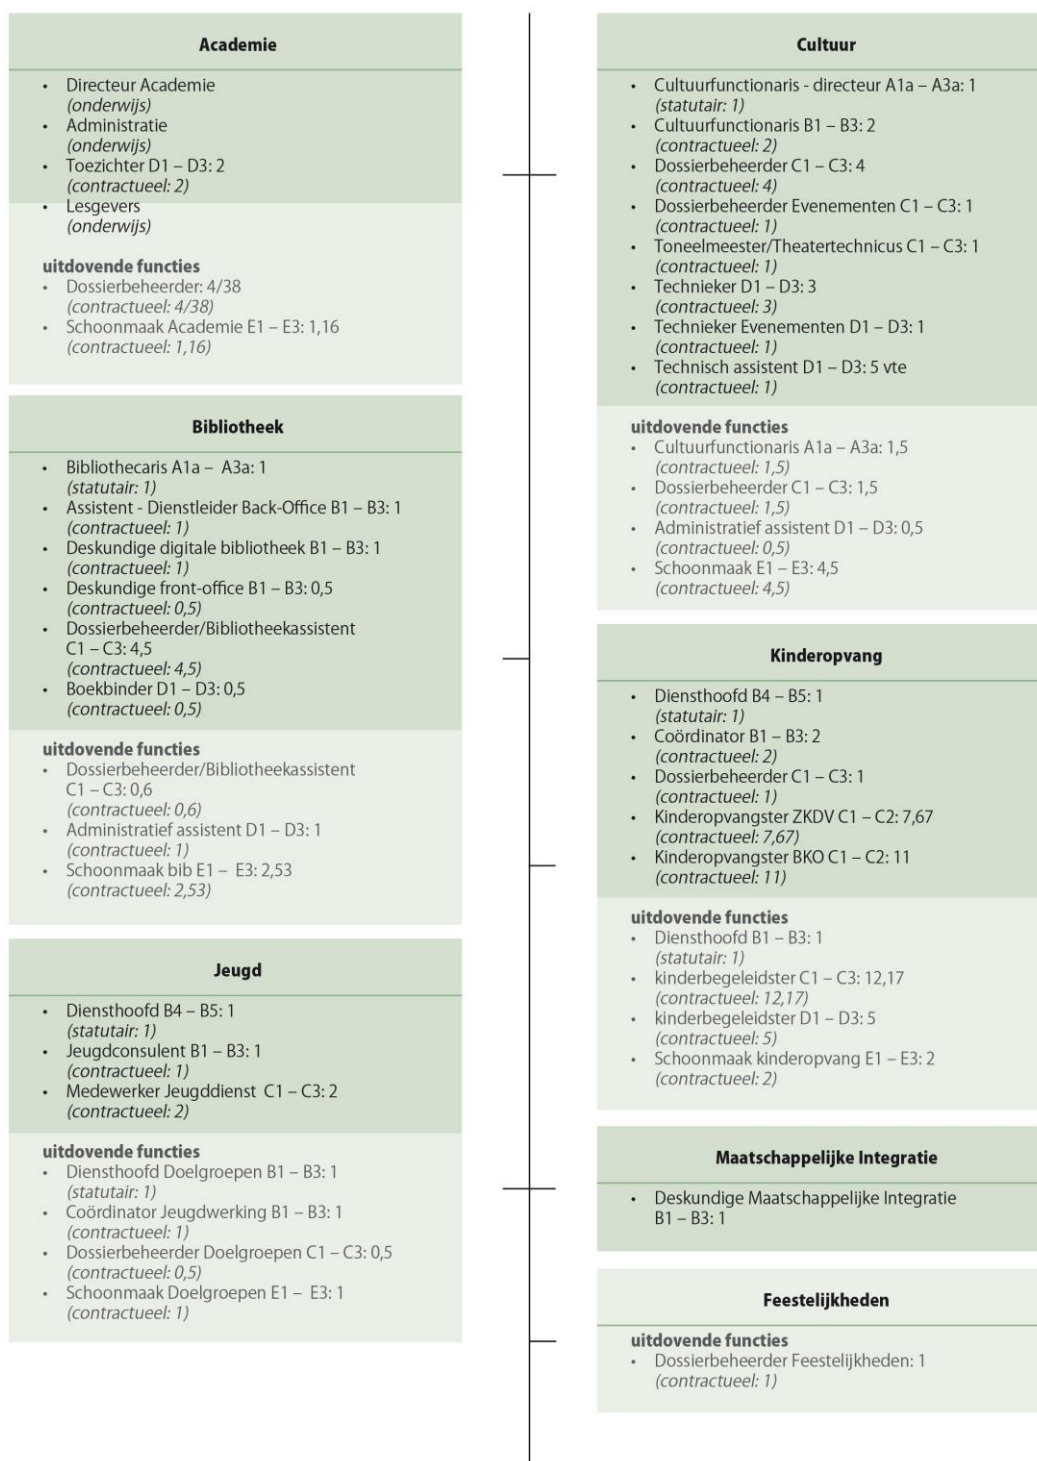 Academie
• Directeur Academie
(onderwijs)
• Administratie
(onderwijs)
• Toezichter D1 – D3: 2
(contractueel: 2)
• Lesgevers
(onderwijs)
uitdovende functies
• Dossierbeheerder: 4/38
(contractueel: 4/38)
• Schoonmaak Academie E1 – E3: 1,16
(contractueel: 1,16)
Bibliotheek
• Bibliothecaris A1a – A3a: 1
(statutair: 1)
• Assistent - Dienstleider Back-Office B1 – B3: 1
(contractueel: 1)
• Deskundige digitale bibliotheek B1 – B3: 1
(contractueel: 1)
• Deskundige front-office B1 – B3: 0,5
(contractueel: 0,5)
• Dossierbeheerder/Bibliotheekassistent
C1 – C3: 4,5
(contractueel: 4,5)
• Boekbinder D1 – D3: 0,5
(contractueel: 0,5)
uitdovende functies
• Dossierbeheerder/Bibliotheekassistent
C1 – C3: 0,6
(contractueel: 0,6)
• Administratief assistent D1 – D3: 1
(contractueel: 1)
• Schoonmaak bib E1 – E3: 2,53
(contractueel: 2,53)
Jeugd
• Diensthoofd B4 – B5: 1
(statutair: 1)
• Jeugdconsulent B1 – B3: 1
(contractueel: 1)
• Medewerker Jeugddienst C1 – C3: 2
(contractueel: 2)
uitdovende functies
• Diensthoofd Doelgroepen B1 – B3: 1
(statutair: 1)
• Coördinator Jeugdwerking B1 – B3: 1
(contractueel: 1)
• Dossierbeheerder Doelgroepen C1 – C3: 0,5
(contractueel: 0,5)
• Schoonmaak Doelgroepen E1 – E3: 1
(contractueel: 1)
Cultuur
• Cultuurfunctionaris - directeur A1a – A3a: 1
(statutair: 1)
• Cultuurfunctionaris B1 – B3: 2
(contractueel: 2)
• Dossierbeheerder C1 – C3: 4
(contractueel: 4)
• Dossierbeheerder Evenementen C1 – C3: 1
(contractueel: 1)
• Toneelmeester/Theatertechnicus C1 – C3: 1
(contractueel: 1)
• Technieker D1 – D3: 3
(contractueel: 3)
• Technieker Evenementen D1 – D3: 1
(contractueel: 1)
• Technisch assistent D1 – D3: 5 vte
(contractueel: 1)
uitdovende functies
• Cultuurfunctionaris A1a – A3a: 1,5
(contractueel: 1,5)
• Dossierbeheerder C1 – C3: 1,5
(contractueel: 1,5)
• Administratief assistent D1 – D3: 0,5
(contractueel: 0,5)
• Schoonmaak E1 – E3: 4,5
(contractueel: 4,5)
Kinderopvang
• Diensthoofd B4 – B5: 1
(statutair: 1)
• Coördinator B1 – B3: 2
(contractueel: 2)
• Dossierbeheerder C1 – C3: 1
(contractueel: 1)
• Kinderopvangster ZKDV C1 – C2: 7,67
(contractueel: 7,67)
• Kinderopvangster BKO C1 – C2: 11
(contractueel: 11)
uitdovende functies
• Diensthoofd B1 – B3: 1
(statutair: 1)
• kinderbegeleidster C1 – C3: 12,17
(contractueel: 12,17)
• kinderbegeleidster D1 – D3: 5
(contractueel: 5)
• Schoonmaak kinderopvang E1 – E3: 2
(contractueel: 2)
Maatschappelijke Integratie
• Deskundige Maatschappelijke Integratie
B1 – B3: 1
Feestelijkheden
uitdovende functies
• Dossierbeheerder Feestelijkheden: 1
(contractueel: 1)